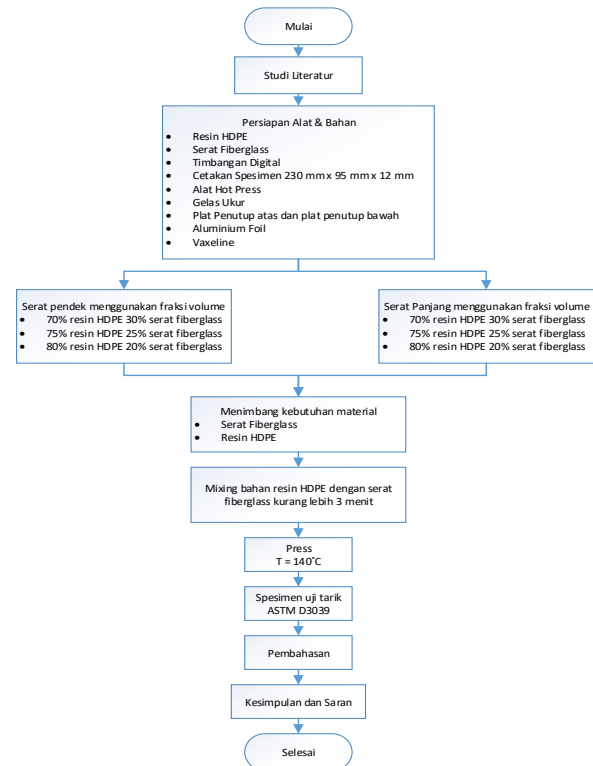 Mulai
Studi Literatur
Persiapan Alat & Bahan
• Resin HDPE
• Serat Fiberglass
• Timbangan Digital
• Cetakan Spesimen 230 mm x 95 mm x 12 mm
• Alat Hot Press
• Gelas Ukur
• Plat Penutup atas dan plat penutup bawah
• Aluminium Foil
• Vaxeline
Serat pendek menggunakan fraksi volume
• 70% resin HDPE 30% serat fiberglass
• 75% resin HDPE 25% serat fiberglass
• 80% resin HDPE 20% serat fiberglass
Serat Panjang menggunakan fraksi volume
• 70% resin HDPE 30% serat fiberglass
• 75% resin HDPE 25% serat fiberglass
• 80% resin HDPE 20% serat fiberglass
Menimbang kebutuhan material
• Serat Fiberglass
• Resin HDPE
Mixing bahan resin HDPE dengan serat
fiberglass kurang lebih 3 menit
Press
T = 140˚C
Spesimen uji tarik
ASTM D3039
Pembahasan
Kesimpulan dan Saran
Selesai